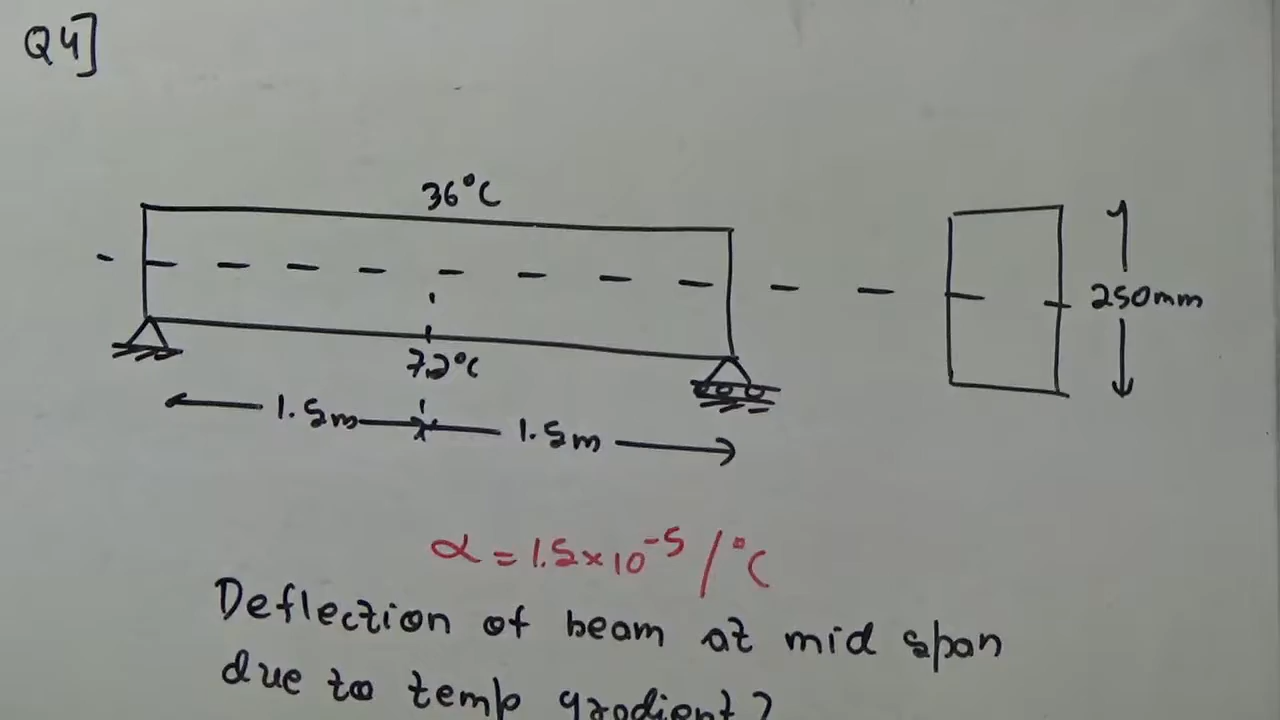 Q4]
36°C
250mm
72°C
1.5m
1.5m
α = 1.5×10⁻⁵ /°C
Deflection of beam at mid span
due to temp gradient?